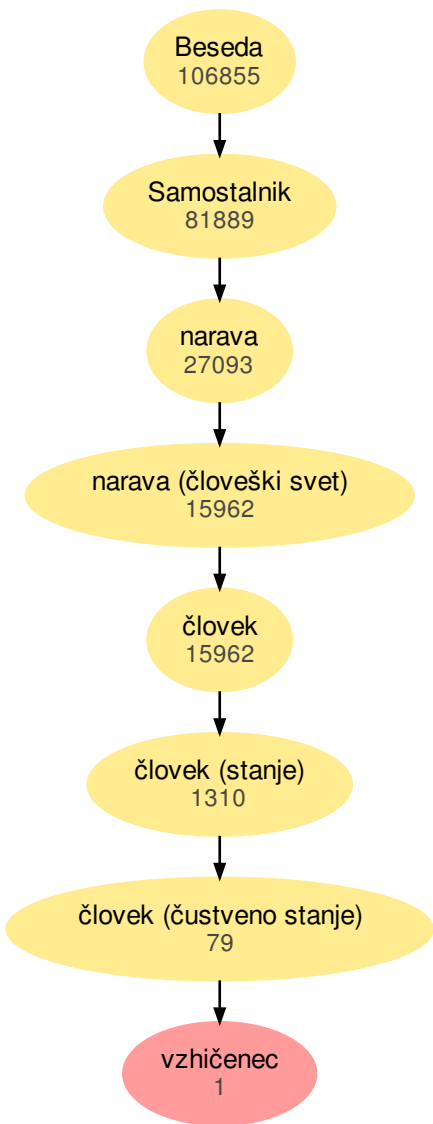 Beseda
106855
Samostalnik
81889
narava
27093
narava (človeški svet)
15962
človek
15962
človek (stanje)
1310
človek (čustveno stanje)
79
vzhičenec
1